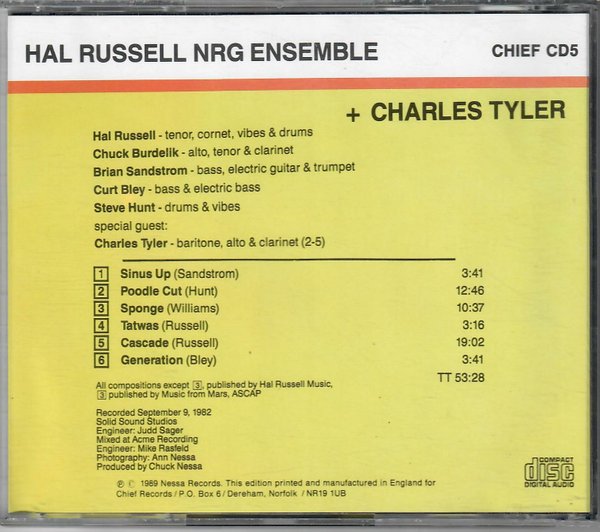 HAL RUSSELL NRG ENSEMBLE CHIEF CD5
+ CHARLES TYLER
Hal Russell - tenor, cornet, vibes & drums
Chuck Burdelik - alto, tenor & clarinet
Brian Sandstrom - bass, electric guitar & trumpet
Curt Bley - bass & electric bass
Steve Hunt - drums & vibes
special guest:
Charles Tyler - baritone, alto & clarinet (2-5)
1 Sinus Up (Sandstrom) 3:41
2 Poodle Cut (Hunt) 12:46
3 Sponge (Williams) 10:37
4 Tatwas (Russell) 3:16
5 Cascade (Russell) 19:02
6 Generation (Bley) 3:41
TT 53:28
All compositions except 3, published by Hal Russell Music,
3 published by Music from Mars, ASCAP
Recorded September 9, 1982
Solid Sound Studios
Engineer: Judd Sager
Mixed at Acme Recording
Engineer: Mike Rasfeld
Photography: Ann Nessa
Produced by Chuck Nessa
℗ © 1989 Nessa Records. This edition printed and manufactured in England for
Chief Records / P.O. Box 6 / Dereham, Norfolk / NR19 1UB
COMPACT
disc
DIGITAL AUDIO